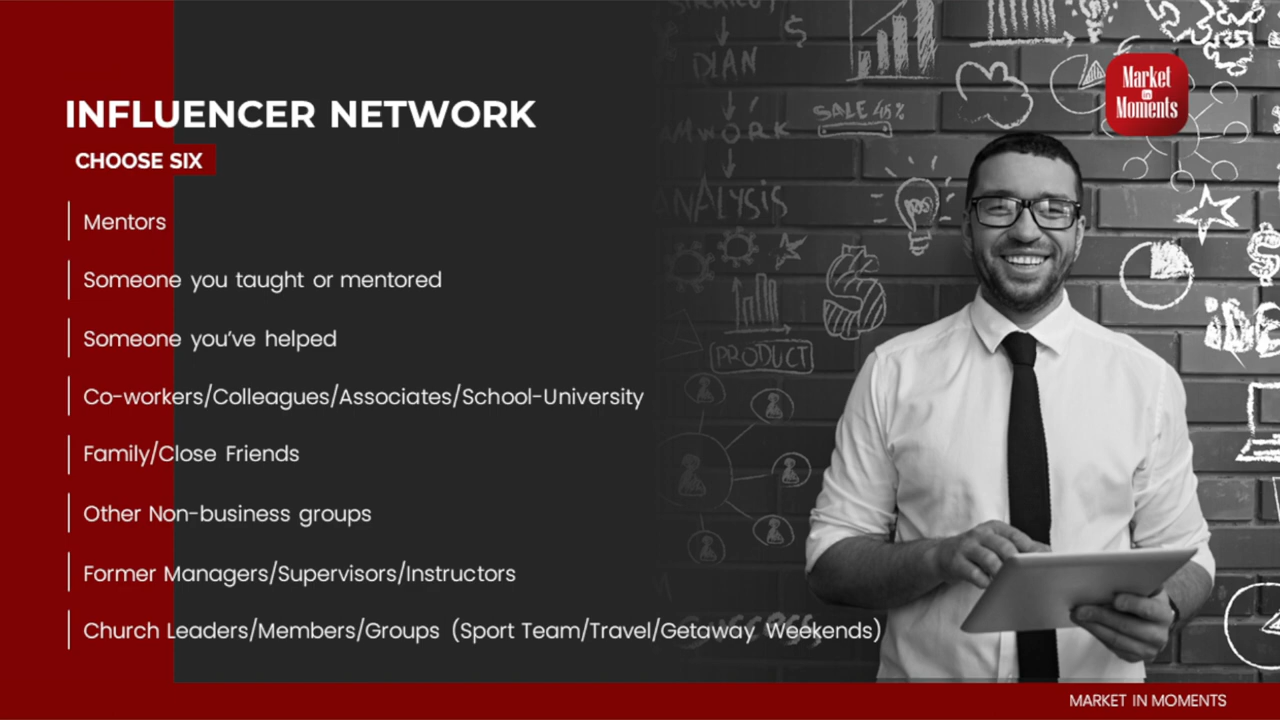 INFLUENCER NETWORK
CHOOSE SIX
Mentors
Someone you taught or mentored
Someone you've helped
Co-workers/Colleagues/Associates/School-University
Family/Close Friends
Other Non-business groups
Former Managers/Supervisors/Instructors
Church Leaders/Members/Groups (Sport Team/Travel/Getaway Weekends)
Market
in
Moments
PLAN
SALE 45%
ANALYSIS
PRODUCT
SUCCESS
MARKET IN MOMENTS